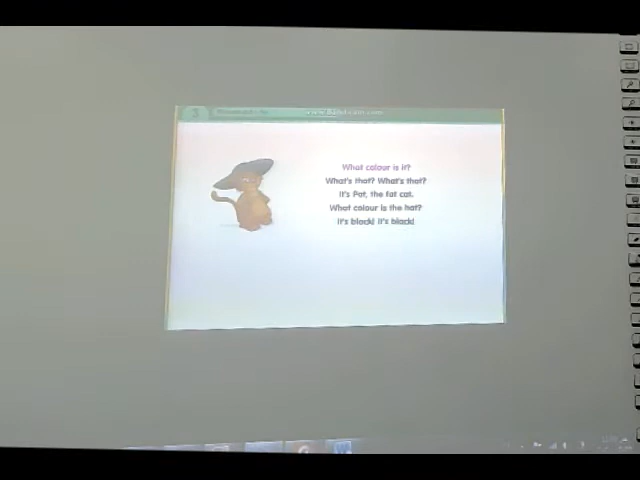 3
What colour is it?
What's that? What's that?
It's Pat, the fat cat.
What colour is the hat?
It's black! It's black!